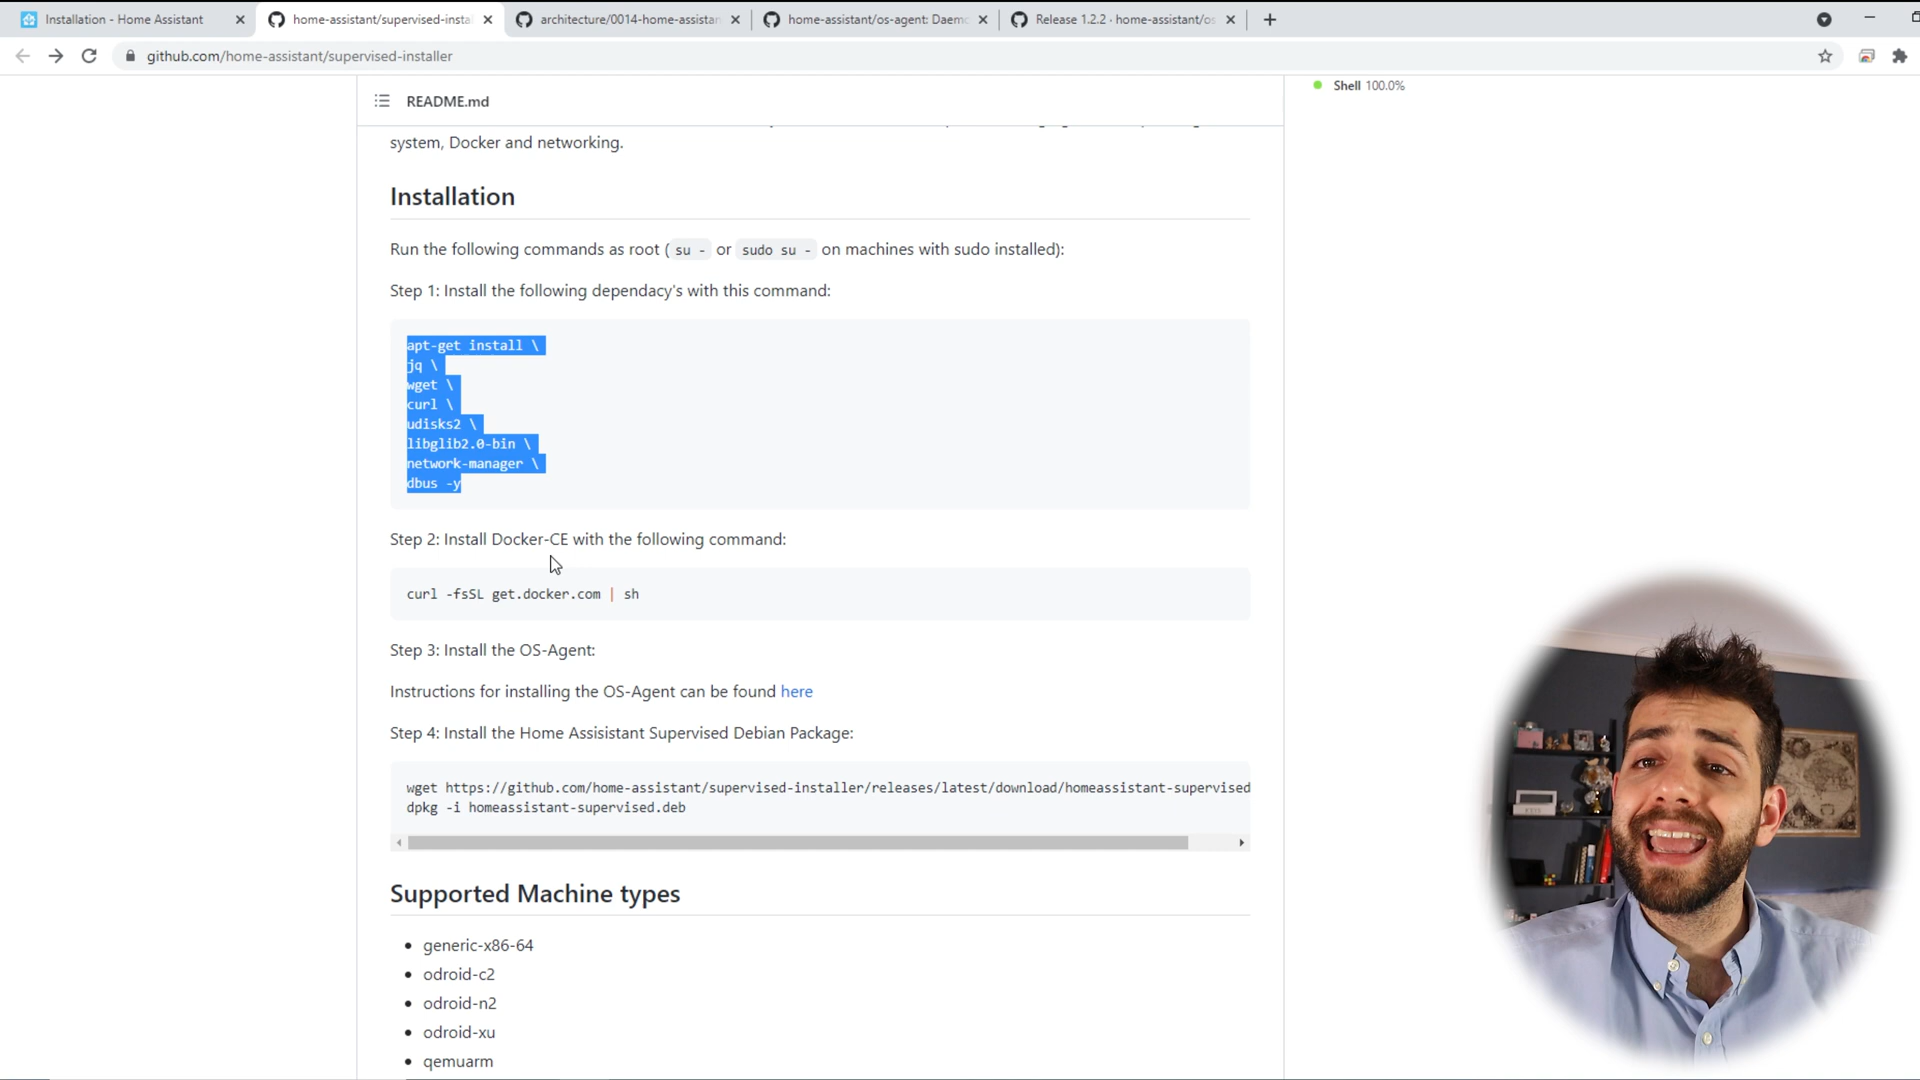 Installation - Home Assistant
home-assistant/supervised-insta
architecture/0014-home-assistan
home-assistant/os-agent: Daem
Release 1.2.2 · home-assistant/os
github.com/home-assistant/supervised-installer
README.md
Shell 100.0%
system, Docker and networking.
Installation
Run the following commands as root ( su - or sudo su - on machines with sudo installed):
Step 1: Install the following dependacy's with this command:
apt-get install \
jq \
wget \
curl \
udisks2 \
libglib2.0-bin \
network-manager \
dbus -y
Step 2: Install Docker-CE with the following command:
curl -fsSL get.docker.com | sh
Step 3: Install the OS-Agent:
Instructions for installing the OS-Agent can be found here
Step 4: Install the Home Assisistant Supervised Debian Package:
wget https://github.com/home-assistant/supervised-installer/releases/latest/download/homeassistant-supervised
dpkg -i homeassistant-supervised.deb
Supported Machine types
• generic-x86-64
• odroid-c2
• odroid-n2
• odroid-xu
• qemuarm